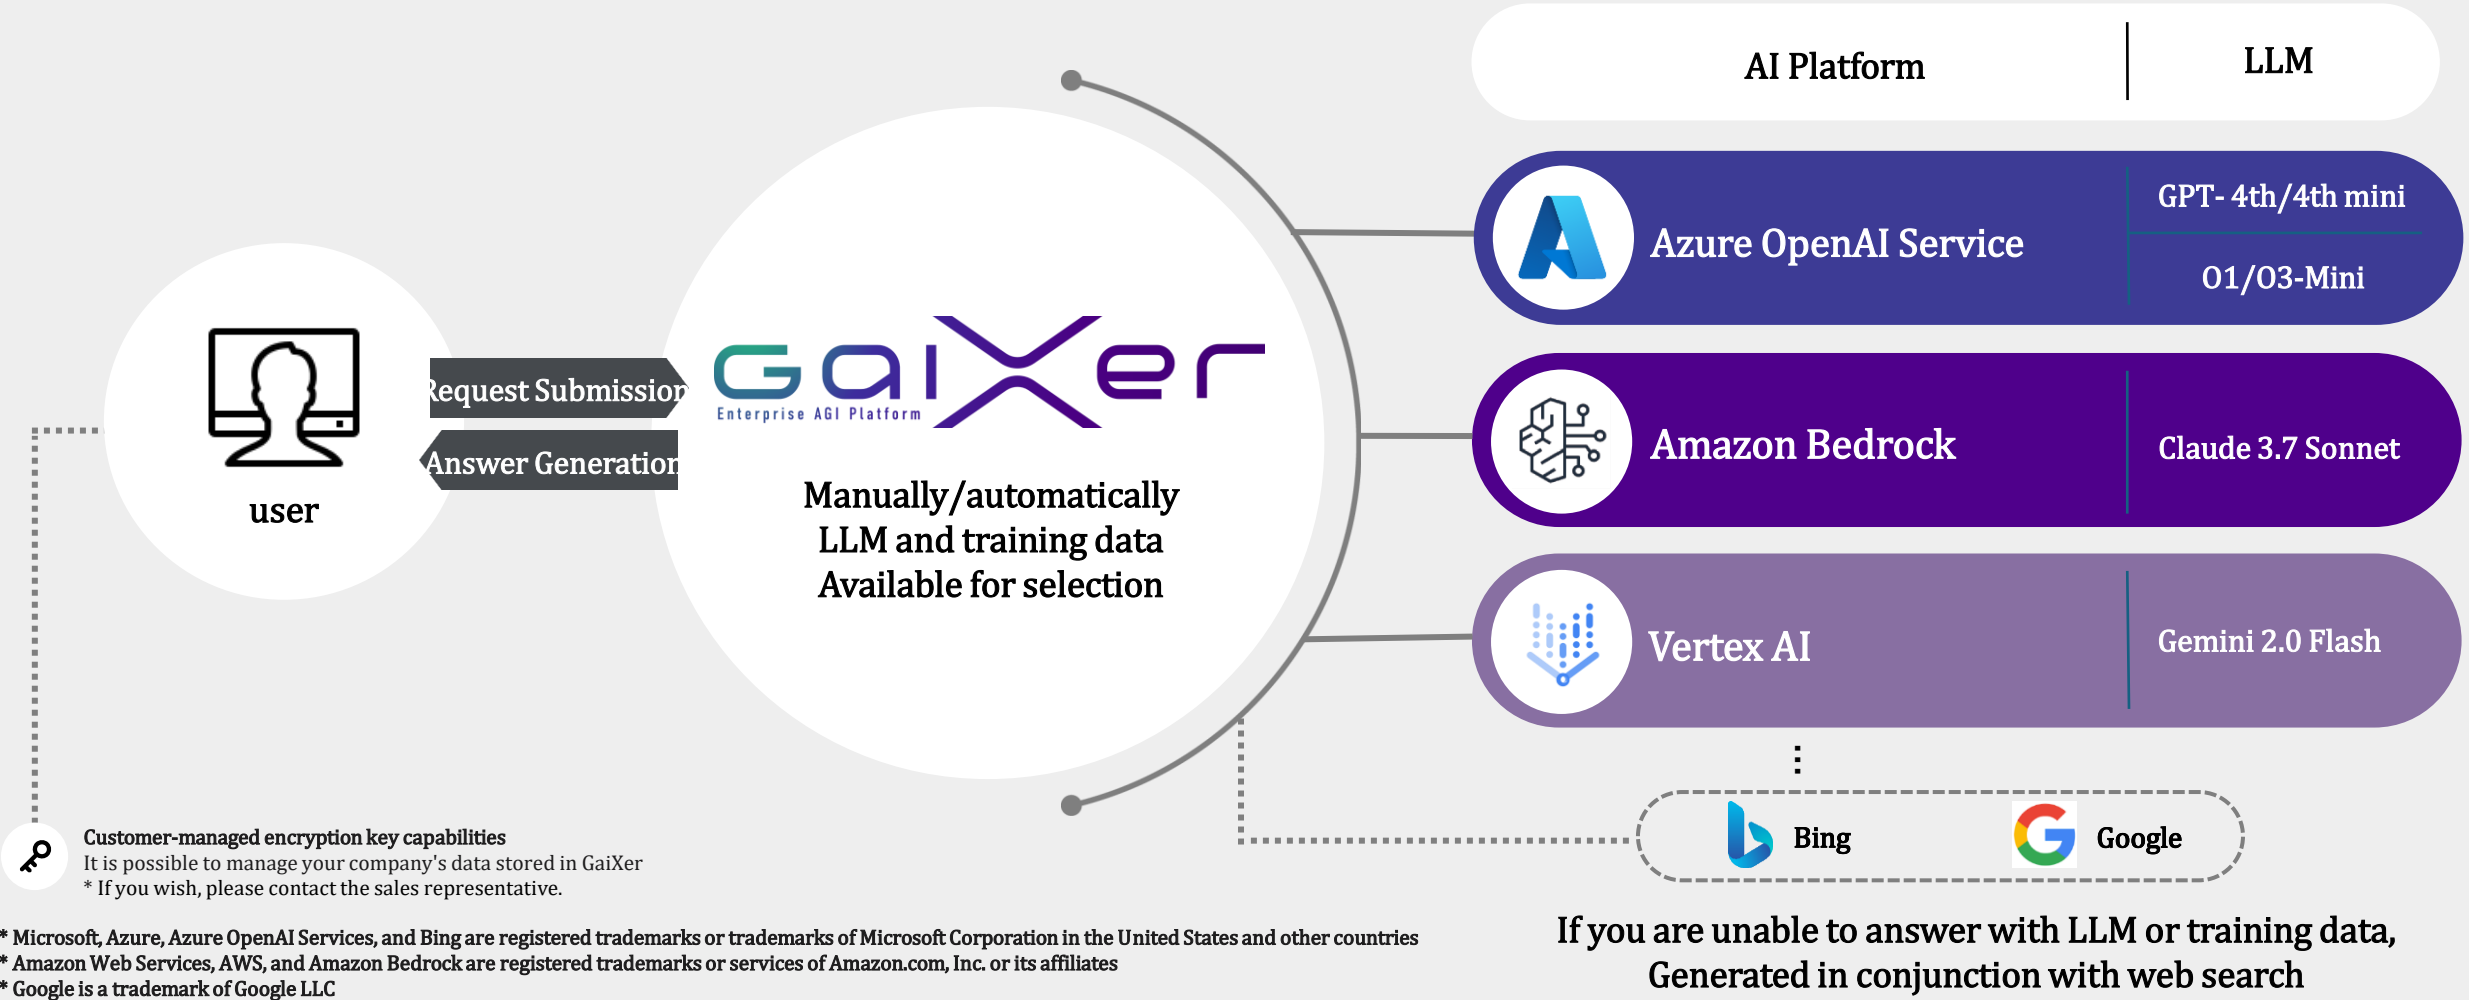 AI Platform
LLM
GPT- 4th/4th mini
Azure OpenAI Service
O1/O3-Mini
Request Submission
GaiXer
Enterprise AGI Platform
Answer Generation
Amazon Bedrock
Claude 3.7 Sonnet
user
Manually/automatically
LLM and training data
Available for selection
Vertex AI
Gemini 2.0 Flash
Bing
Google
Customer-managed encryption key capabilities
It is possible to manage your company's data stored in GaiXer
* If you wish, please contact the sales representative.
If you are unable to answer with LLM or training data,
Generated in conjunction with web search
* Microsoft, Azure, Azure OpenAI Services, and Bing are registered trademarks or trademarks of Microsoft Corporation in the United States and other countries
* Amazon Web Services, AWS, and Amazon Bedrock are registered trademarks or services of Amazon.com, Inc. or its affiliates
* Google is a trademark of Google LLC